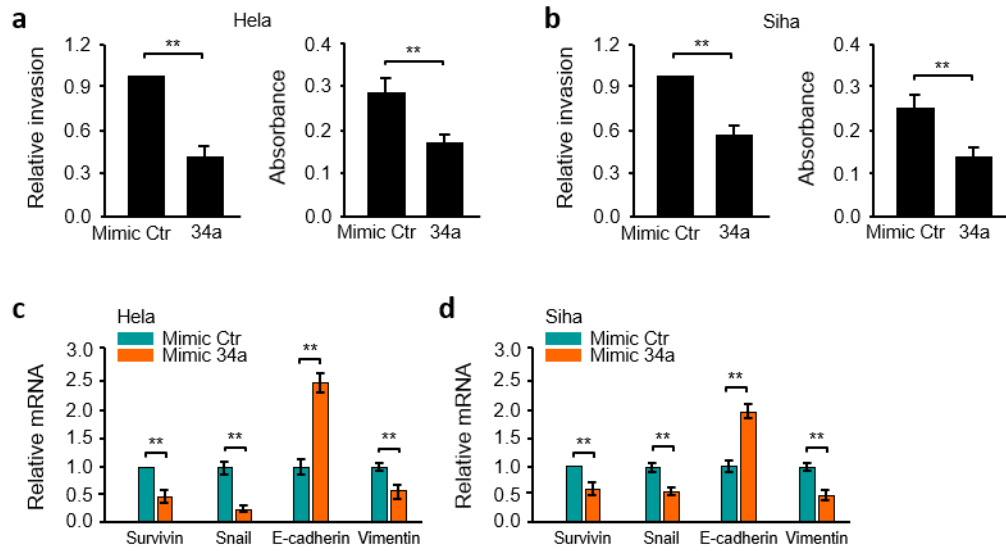 a
Hela
Relative invasion
1.2
0.9
0.6
0.3
0.0
**
Mimic Ctr 34a
Absorbance
0.4
0.3
0.2
0.1
0.0
**
Mimic Ctr 34a
b
Siha
Relative invasion
1.2
0.9
0.6
0.3
0.0
**
Mimic Ctr 34a
Absorbance
0.4
0.3
0.2
0.1
0.0
**
Mimic Ctr 34a
c
Hela
Mimic Ctr
Mimic 34a
Relative mRNA
3.0
2.5
2.0
1.5
1.0
0.5
0.0
**
**
**
**
Survivin Snail E-cadherin Vimentin
d
Siha
Mimic Ctr
Mimic 34a
Relative mRNA
3.0
2.5
2.0
1.5
1.0
0.5
0.0
**
**
**
**
Survivin Snail E-cadherin Vimentin